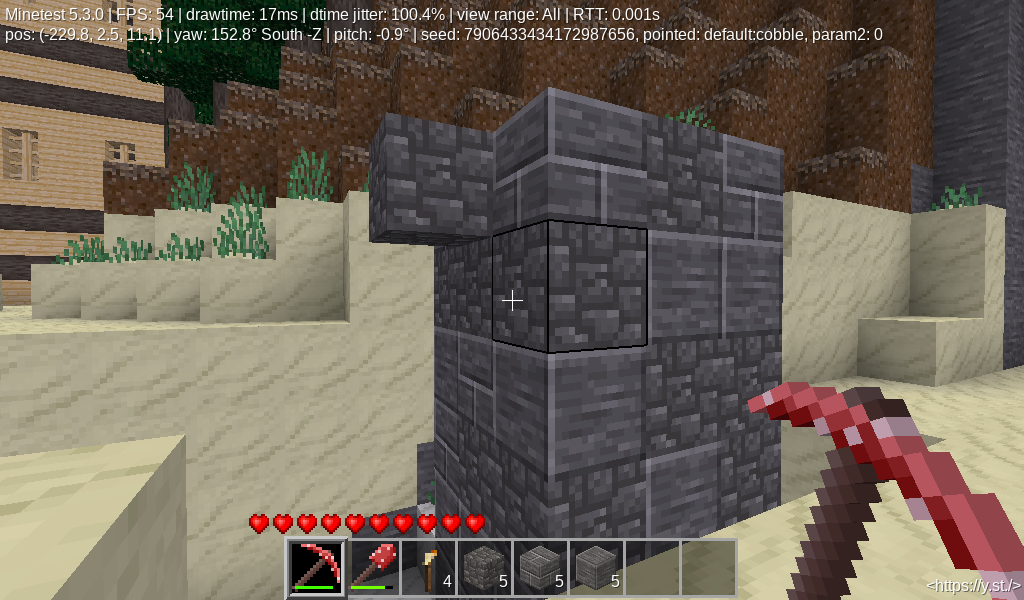 Minetest 5.3.0 | FPS: 54 | drawtime: 17ms | dtime jitter: 100.4% | view range: All | RTT: 0.001s
pos: (-229.8, 2.5, 11.1) | yaw: 152.8° South -Z | pitch: -0.9° | seed: 7906433434172987656, pointed: default:cobble, param2: 0
4 5 5 5
<https://y.st./>